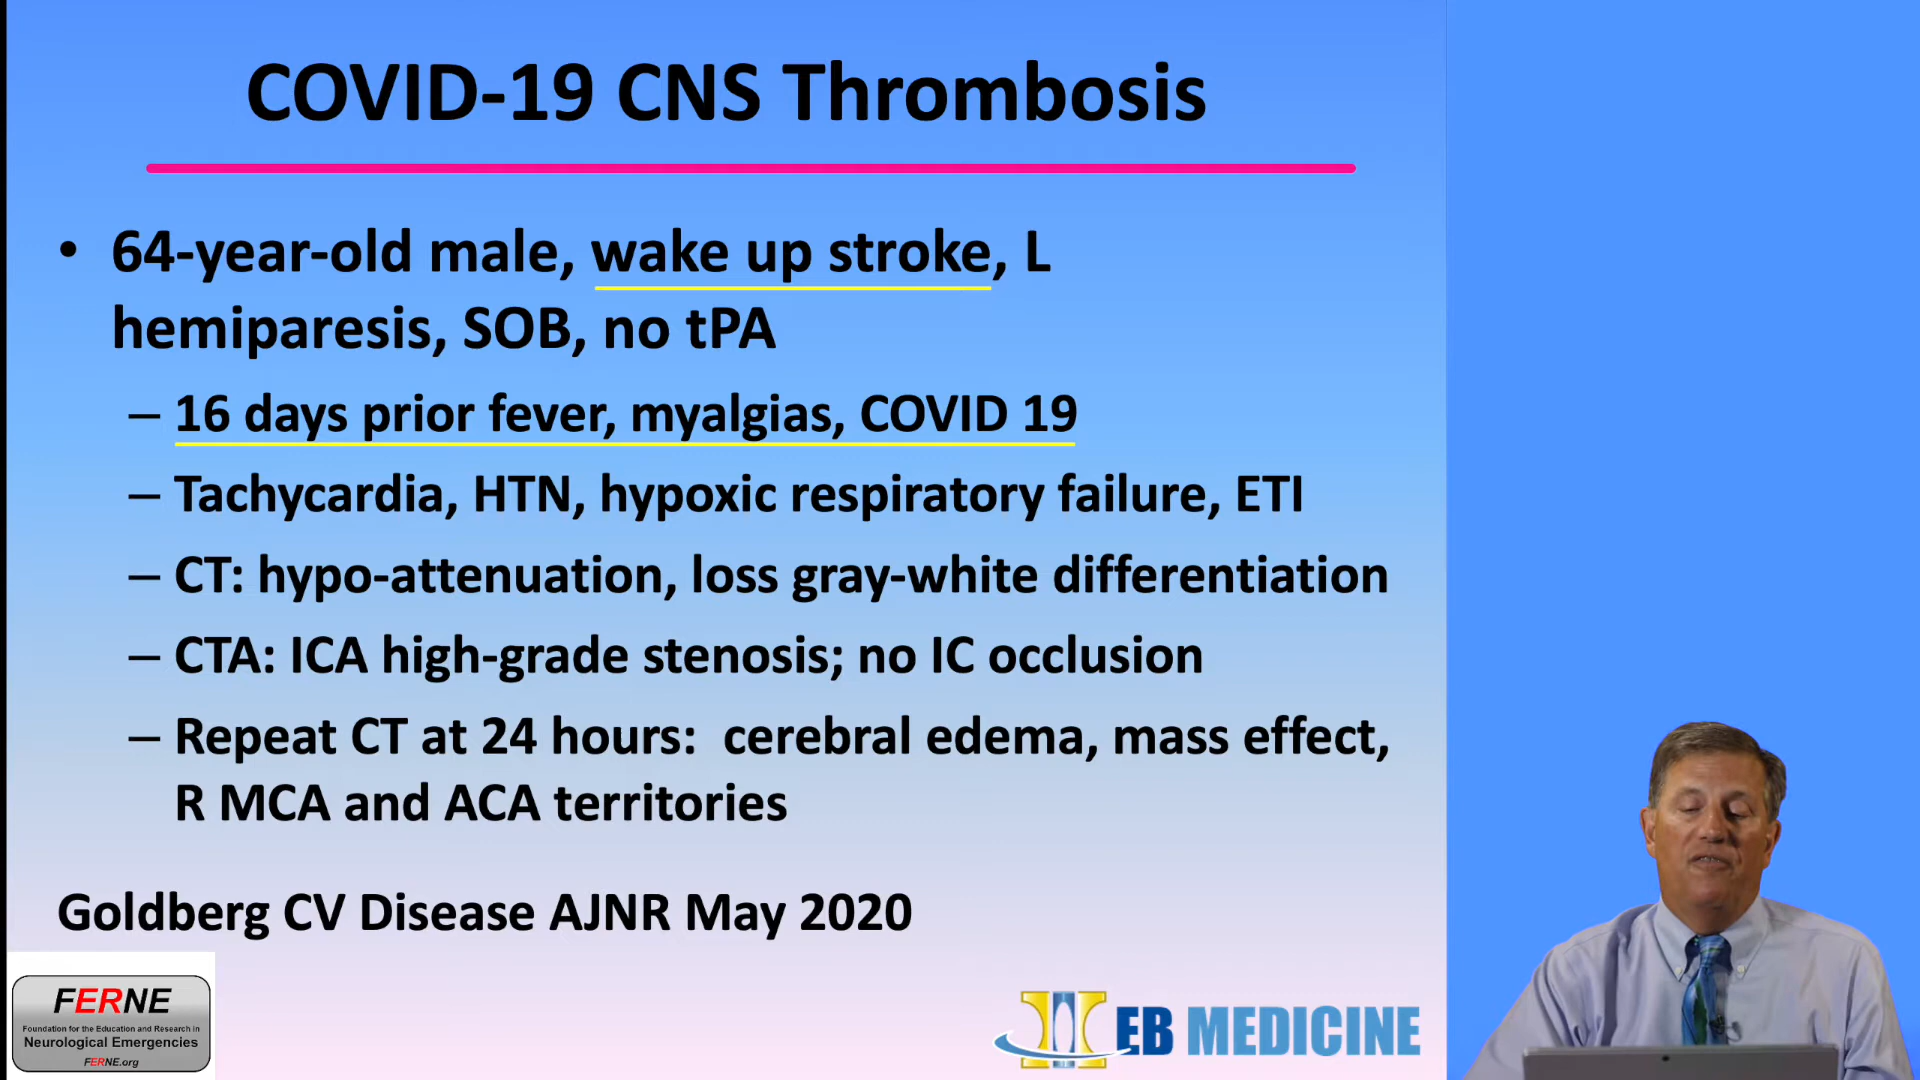 COVID-19 CNS Thrombosis
• 64-year-old male, wake up stroke, L
hemiparesis, SOB, no tPA
– 16 days prior fever, myalgias, COVID 19
– Tachycardia, HTN, hypoxic respiratory failure, ETI
– CT: hypo-attenuation, loss gray-white differentiation
– CTA: ICA high-grade stenosis; no IC occlusion
– Repeat CT at 24 hours:  cerebral edema, mass effect,
R MCA and ACA territories
Goldberg CV Disease AJNR May 2020
FERNE
Foundation for the Education and Research in
Neurological Emergencies
FERNE.org
EB MEDICINE